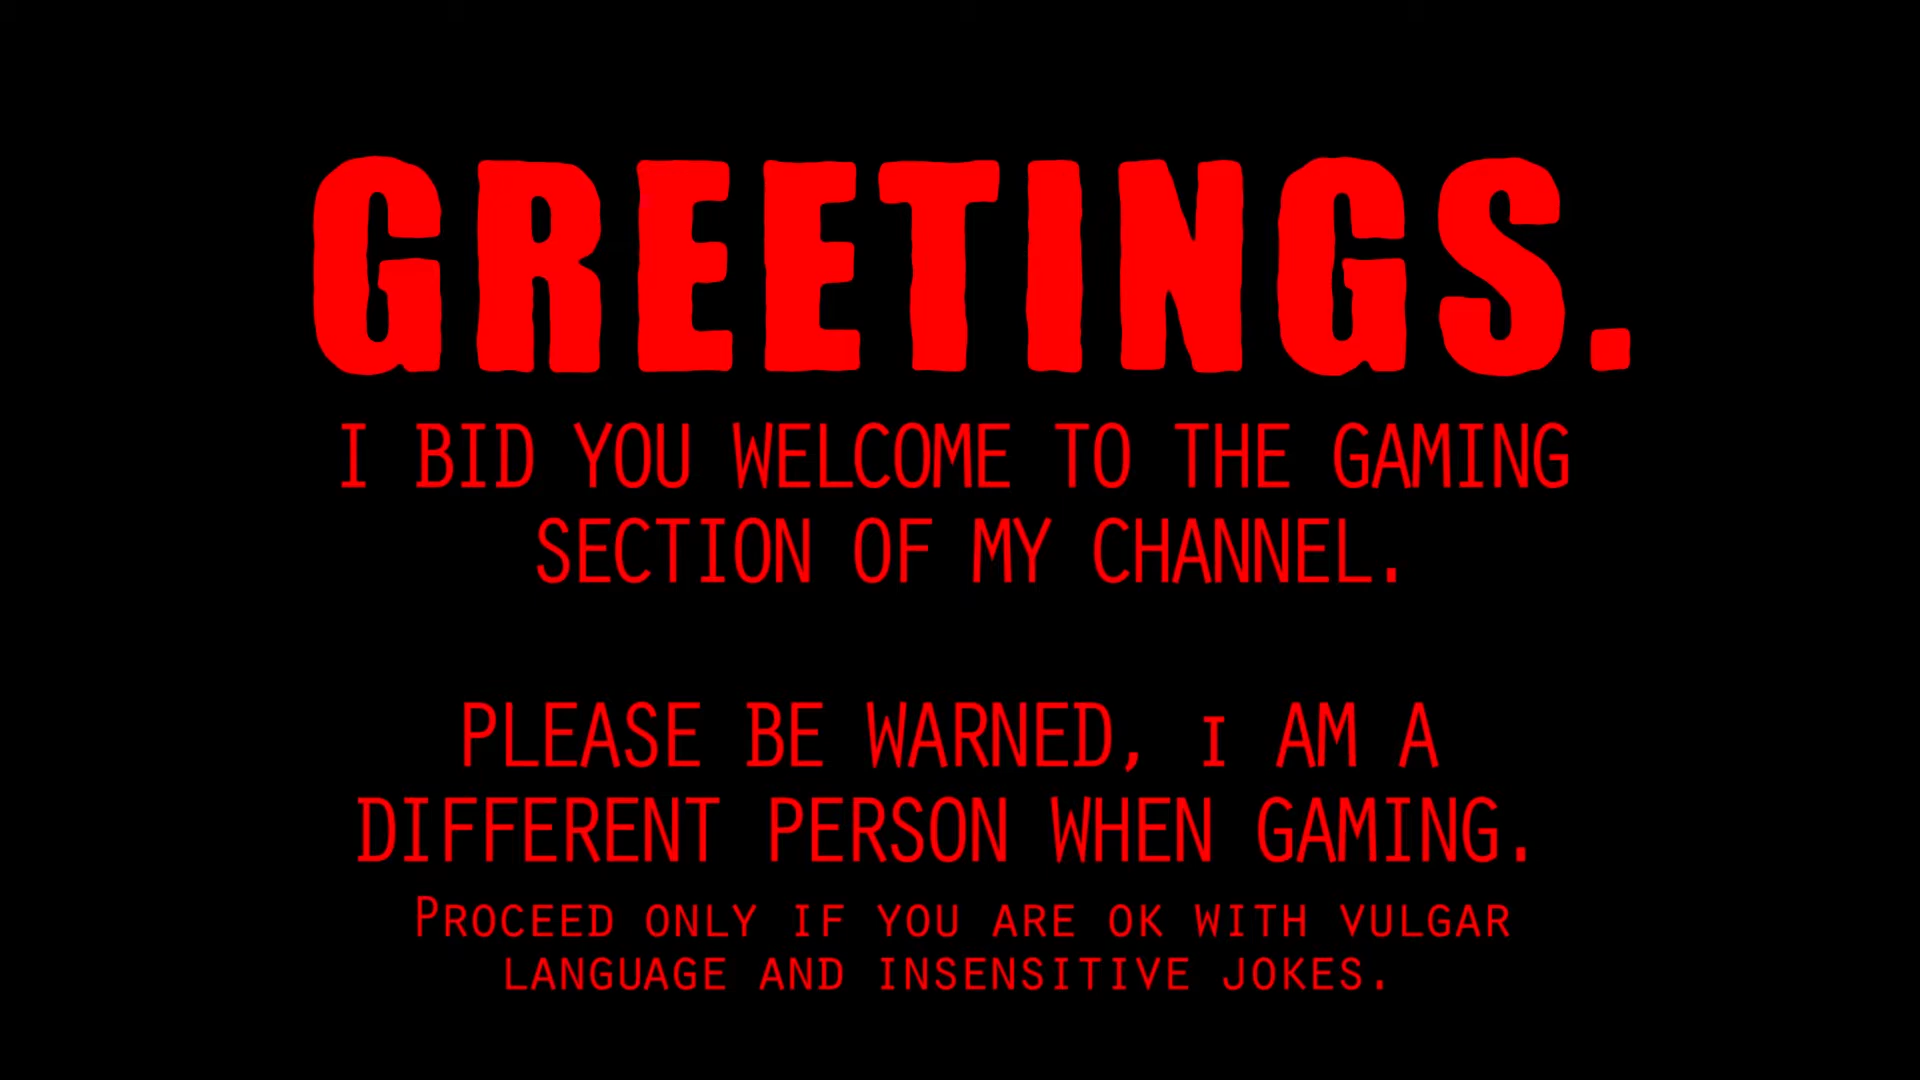 GREETINGS.
I BID YOU WELCOME TO THE GAMING
SECTION OF MY CHANNEL.
PLEASE BE WARNED, I AM A
DIFFERENT PERSON WHEN GAMING.
PROCEED ONLY IF YOU ARE OK WITH VULGAR
LANGUAGE AND INSENSITIVE JOKES.